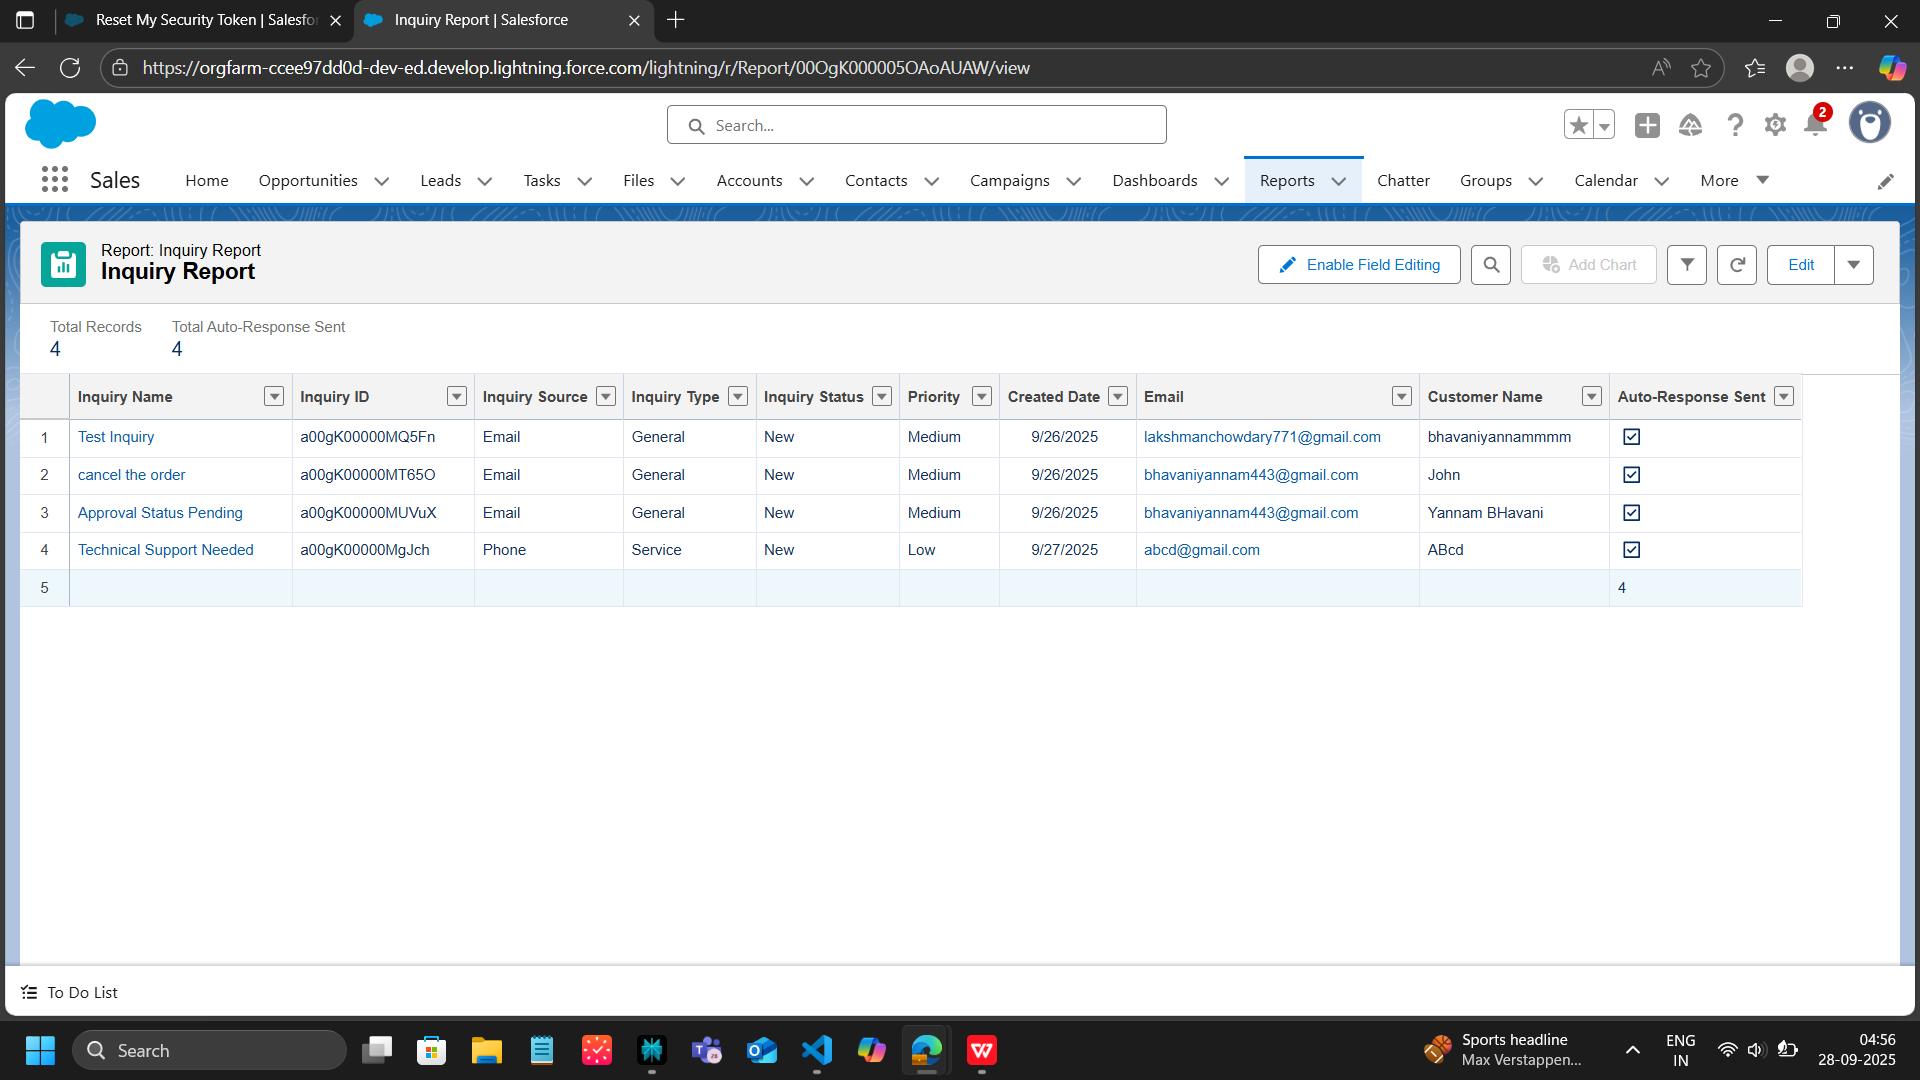 Reset My Security Token | Salesfo
Inquiry Report | Salesforce
https://orgfarm-ccee97dd0d-dev-ed.develop.lightning.force.com/lightning/r/Report/00OgK000005OAoAUAW/view
Search...
2
Sales Home Opportunities Leads Tasks Files Accounts Contacts Campaigns Dashboards Reports Chatter Groups Calendar More
Report: Inquiry Report
Inquiry Report
Enable Field Editing Add Chart Edit
Total Records Total Auto-Response Sent
4 4
Inquiry Name Inquiry ID Inquiry Source Inquiry Type Inquiry Status Priority Created Date Email Customer Name Auto-Response Sent
1 Test Inquiry a00gK00000MQ5Fn Email General New Medium 9/26/2025 lakshmanchowdary771@gmail.com bhavaniyannammmm
2 cancel the order a00gK00000MT65O Email General New Medium 9/26/2025 bhavaniyannam443@gmail.com John
3 Approval Status Pending a00gK00000MUVuX Email General New Medium 9/26/2025 bhavaniyannam443@gmail.com Yannam BHavani
4 Technical Support Needed a00gK00000MgJch Phone Service New Low 9/27/2025 abcd@gmail.com ABcd
5 4
To Do List
Search
Sports headline
Max Verstappen...
ENG
IN
04:56
28-09-2025